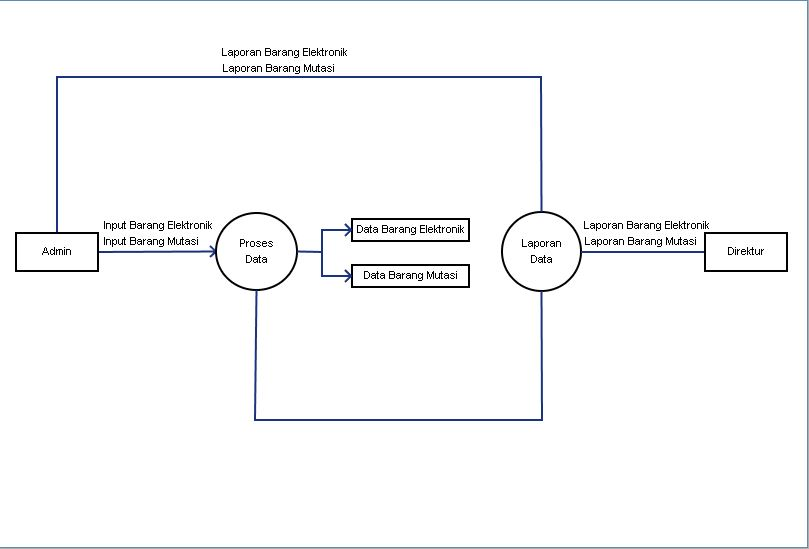 Laporan Barang Elektronik
Laporan Barang Mutasi
Input Barang Elektronik
Input Barang Mutasi
Admin
Proses
Data
Data Barang Elektronik
Data Barang Mutasi
Laporan
Data
Laporan Barang Elektronik
Laporan Barang Mutasi
Direktur